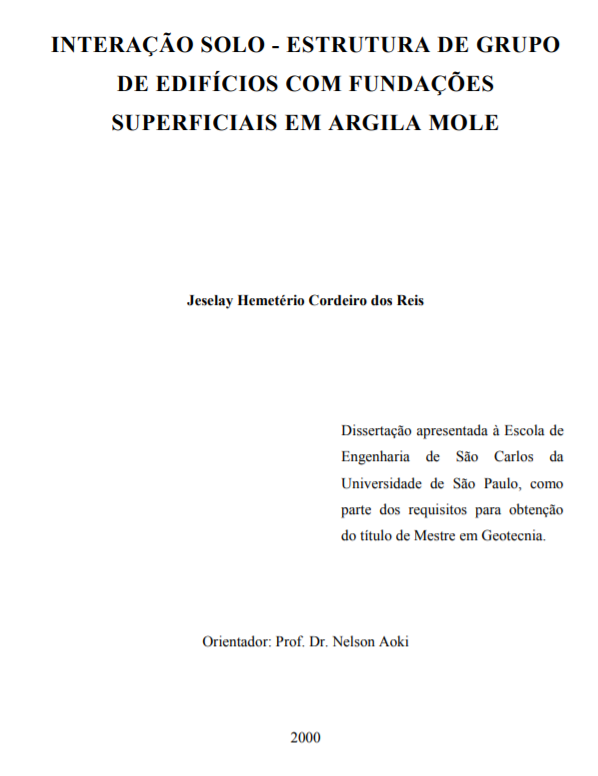 INTERAÇÃO SOLO - ESTRUTURA DE GRUPO
DE EDIFÍCIOS COM FUNDAÇÕES
SUPERFICIAIS EM ARGILA MOLE
Jeselay Hemetério Cordeiro dos Reis
Dissertação apresentada à Escola de
Engenharia de São Carlos da
Universidade de São Paulo, como
parte dos requisitos para obtenção
do título de Mestre em Geotecnia.
Orientador: Prof. Dr. Nelson Aoki
2000